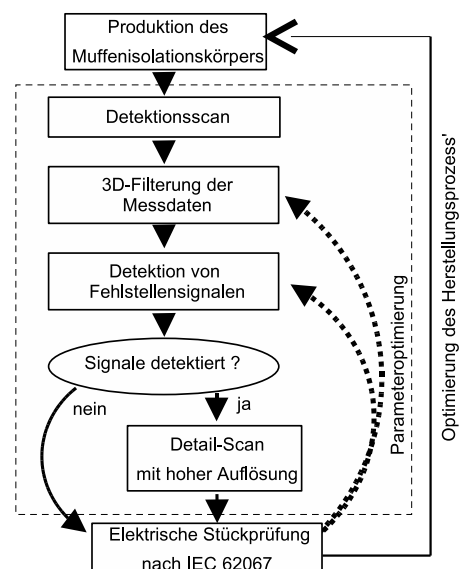 Produktion des
Muffenisolationskörpers
Detektionsscan
3D-Filterung der
Messdaten
Detektion von
Fehlstellensignalen
Signale detektiert ?
nein
ja
Detail-Scan
mit hoher Auflösung
Elektrische Stückprüfung
nach IEC 62067
Parameteroptimierung
Optimierung des Herstellungsprozess'